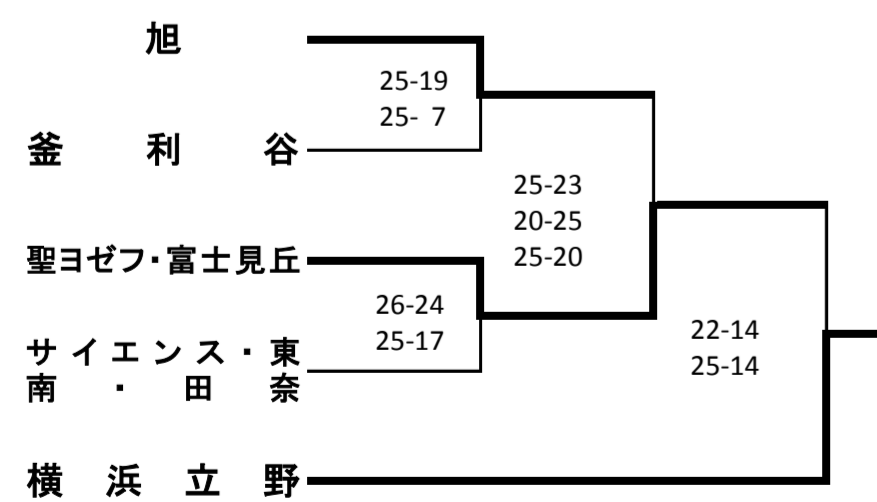 旭
25-19
25- 7
釜利谷
25-23
20-25
25-20
聖ヨゼフ・富士見丘
26-24
25-17
サイエンス・東
南・田奈
22-14
25-14
横浜立野